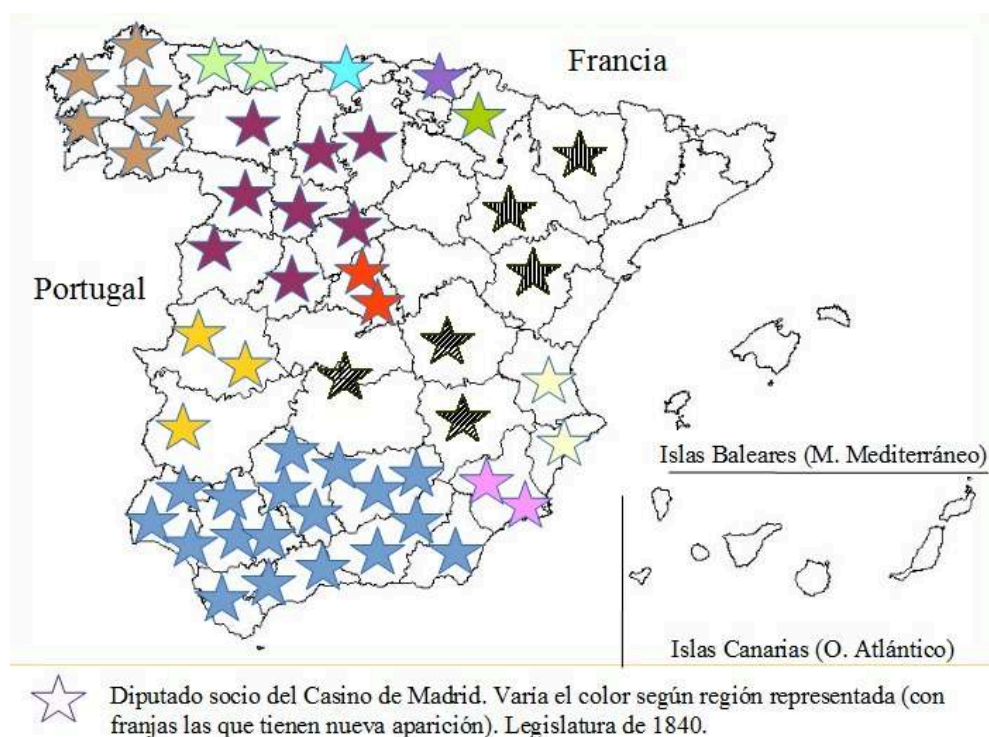 Francia
Portugal
Islas Baleares (M. Mediterráneo)
Islas Canarias (O. Atlántico)
Diputado socio del Casino de Madrid. Varía el color según región representada (con
franjas las que tienen nueva aparición). Legislatura de 1840.